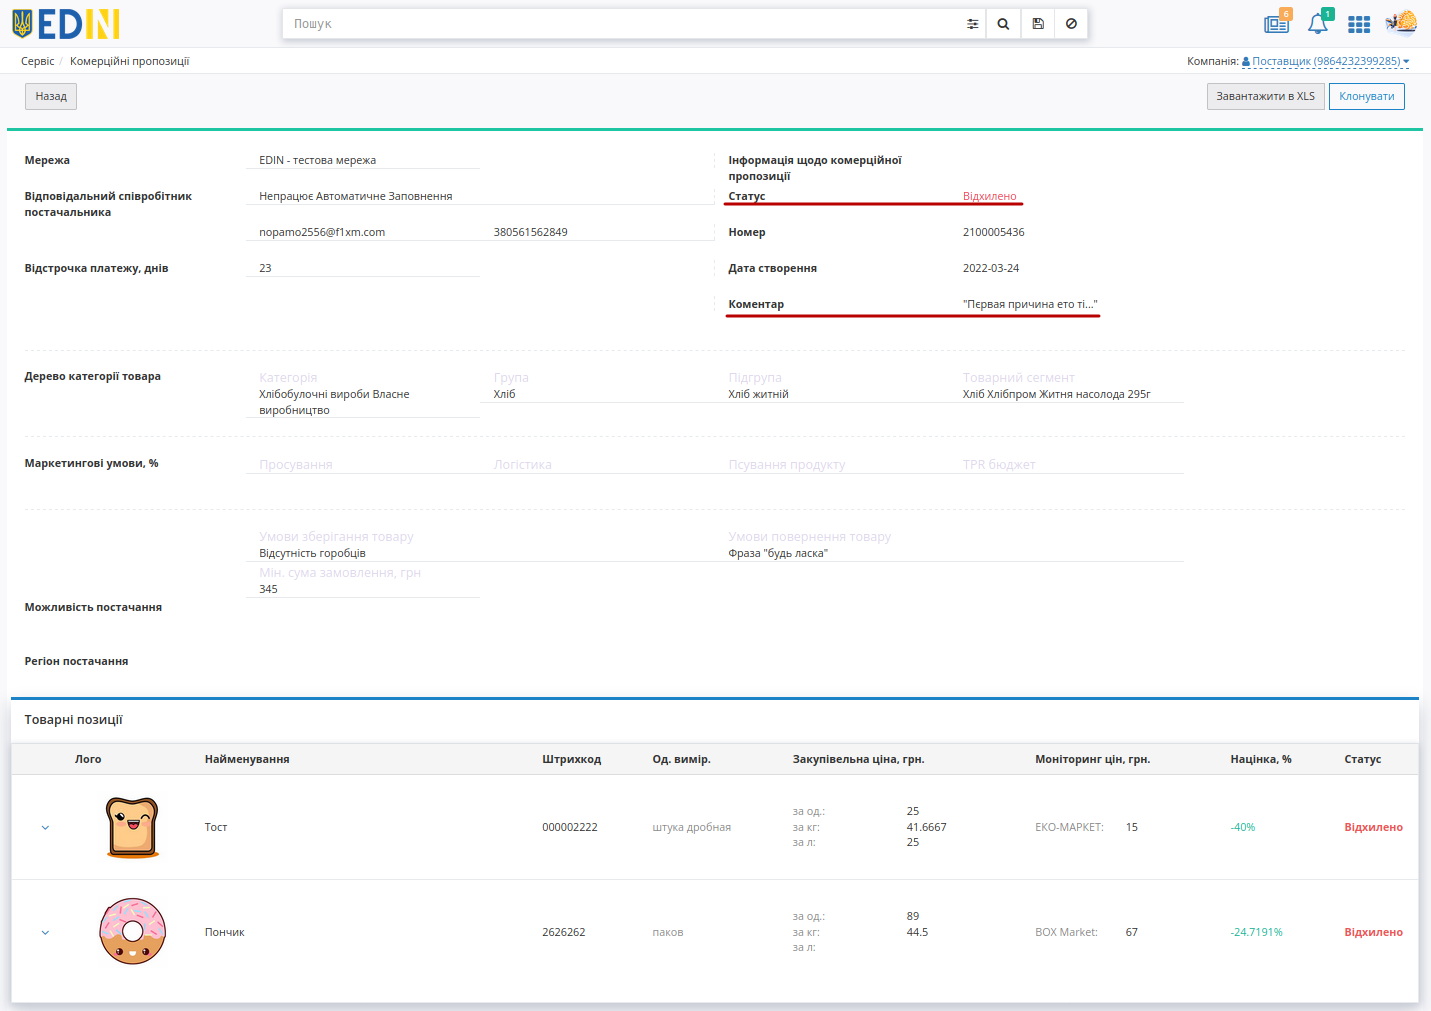 EDIN
Пошук
6
1
Сервіс / Комерційні пропозиції
Компанія: Поставщик (9864232399285)
Назад
Завантажити в XLS
Клонувати
Мережа
EDIN - тестова мережа
Відповідальний співробітник
постачальника
Непрацює Автоматичне Заповнення
nopamo2556@f1xm.com
380561562849
Відстрочка платежу, днів
23
Інформація щодо комерційної
пропозиції
Статус
Відхилено
Номер
2100005436
Дата створення
2022-03-24
Коментар
"Пєрвая причина ето ті..."
Дерево категорії товара
Категорія
Хлібобулочні вироби Власне
виробництво
Група
Хліб
Підгрупа
Хліб житній
Товарний сегмент
Хліб Хлібпром Житня насолода 295г
Маркетингові умови, %
Просування
Логістика
Псування продукту
TPR бюджет
Умови зберігання товару
Відсутність горобців
Умови повернення товару
Фраза "будь ласка"
Мін. сума замовлення, грн
345
Можливість постачання
Регіон постачання
Товарні позиції
Лого Найменування Штрихкод Од. вимір. Закупівельна ціна, грн. Моніторинг цін, грн. Націнка, % Статус
за од.: 25
Тост 000002222 штука дробная за кг: 41.6667 ЕКО-МАРКЕТ: 15 -40% Відхилено
за л: 25
за од.: 89
Пончик 2626262 паков за кг: 44.5 BOX Market: 67 -24.7191% Відхилено
за л: